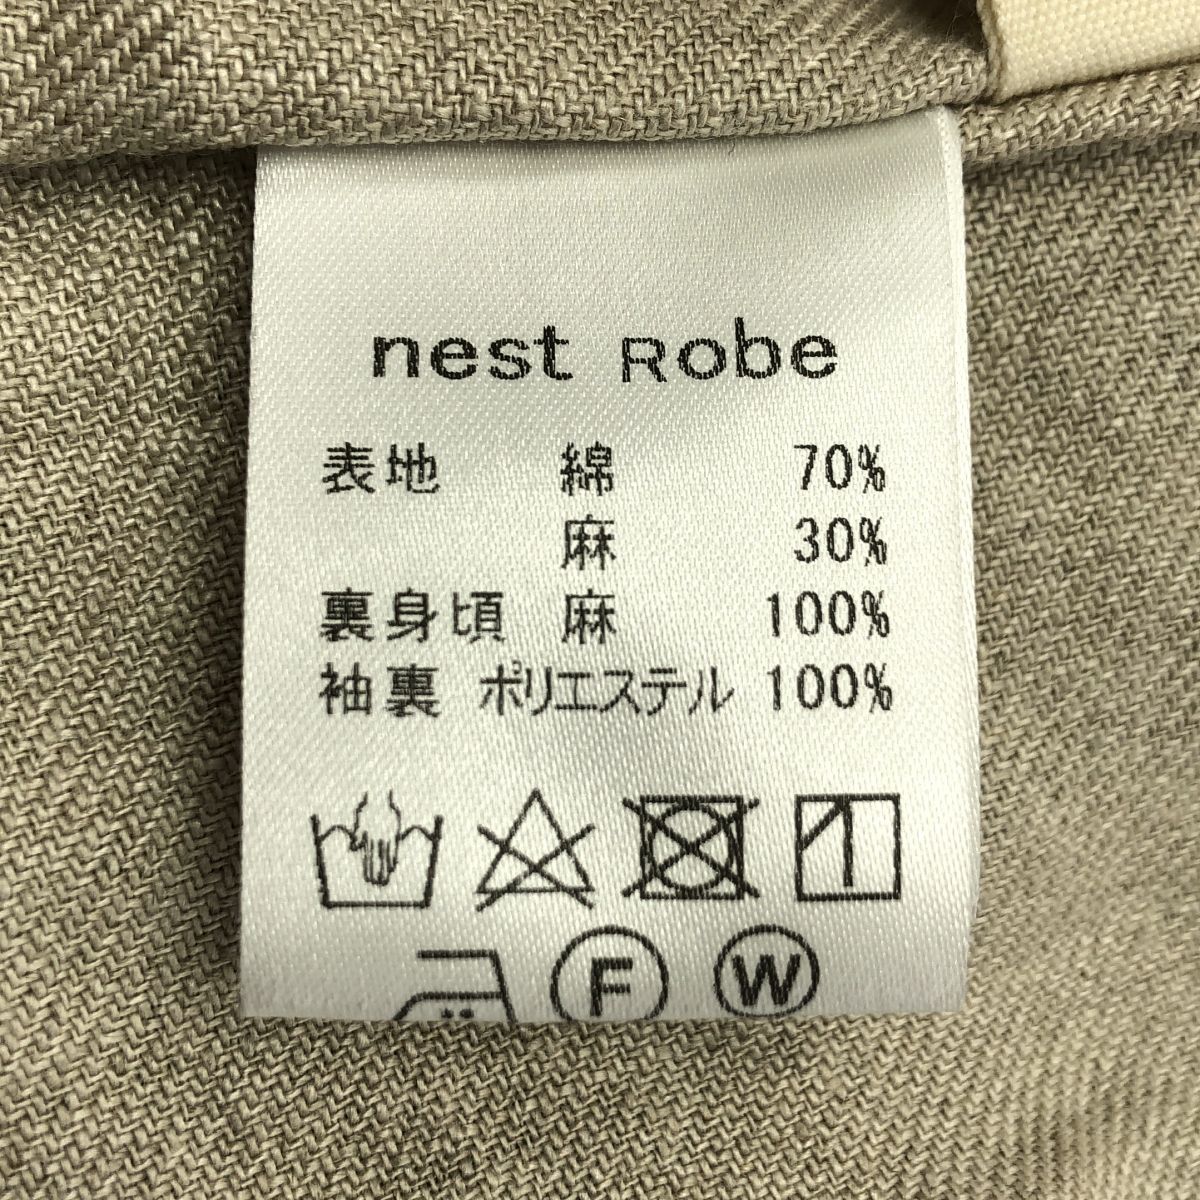 nest Robe
表地 綿 70%
麻 30%
裏身頃 麻 100%
袖裏 ポリエステル 100%
F W